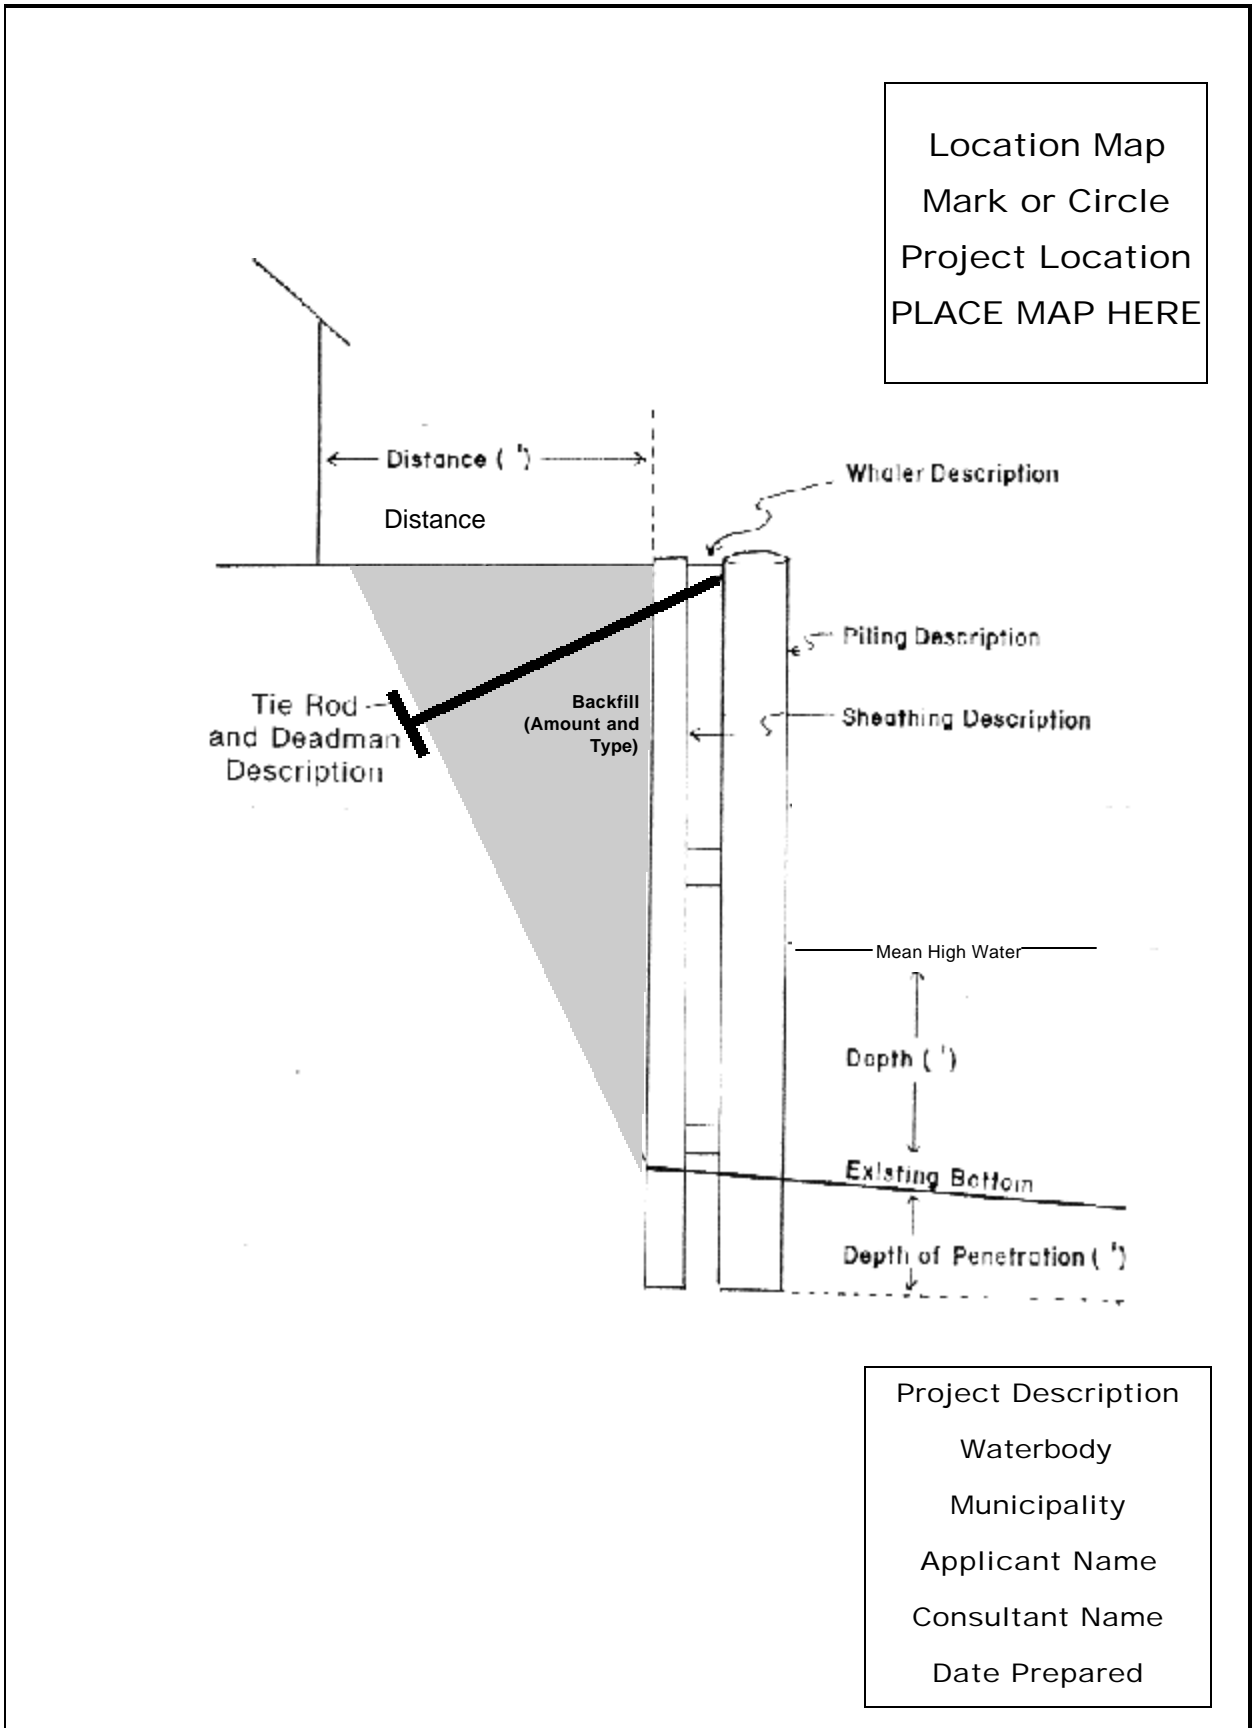 Location Map
Mark or Circle
Project Location
PLACE MAP HERE
Distance ( ')
Distance
Whaler Description
Piling Description
Tie Rod
and Deadman
Description
Backfill
(Amount and
Type)
Sheathing Description
Mean High Water
Depth ( ')
Existing Bottom
Depth of Penetration ( ')
Project Description
Waterbody
Municipality
Applicant Name
Consultant Name
Date Prepared